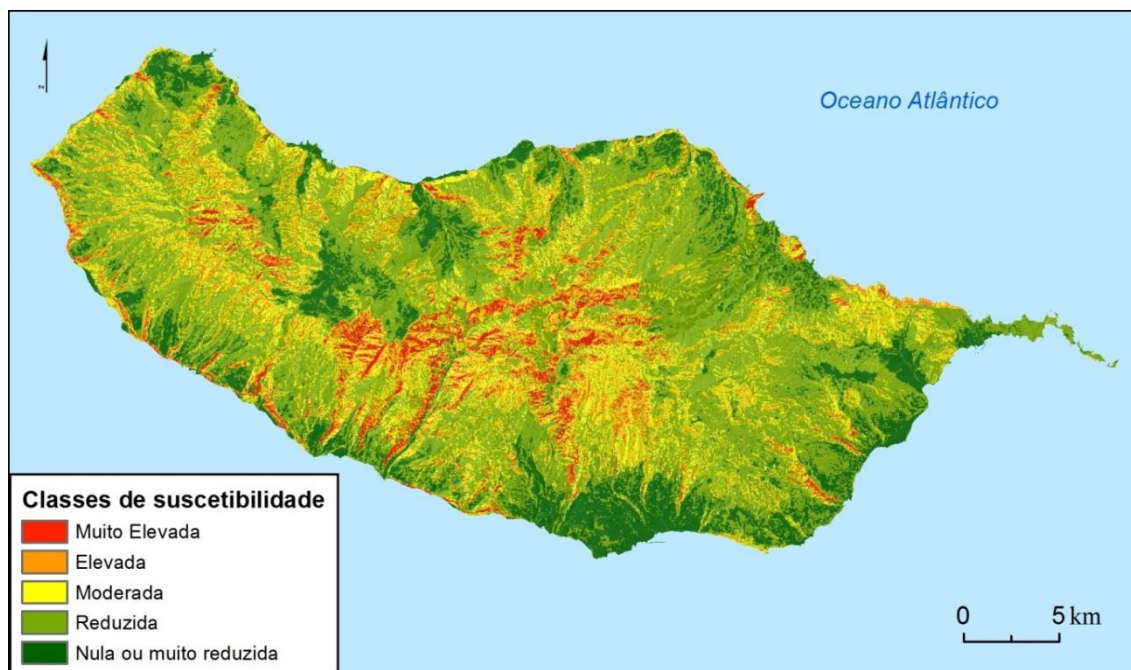 N
Oceano Atlântico
Classes de suscetibilidade
Muito Elevada
Elevada
Moderada
Reduzida
Nula ou muito reduzida
0 5 km